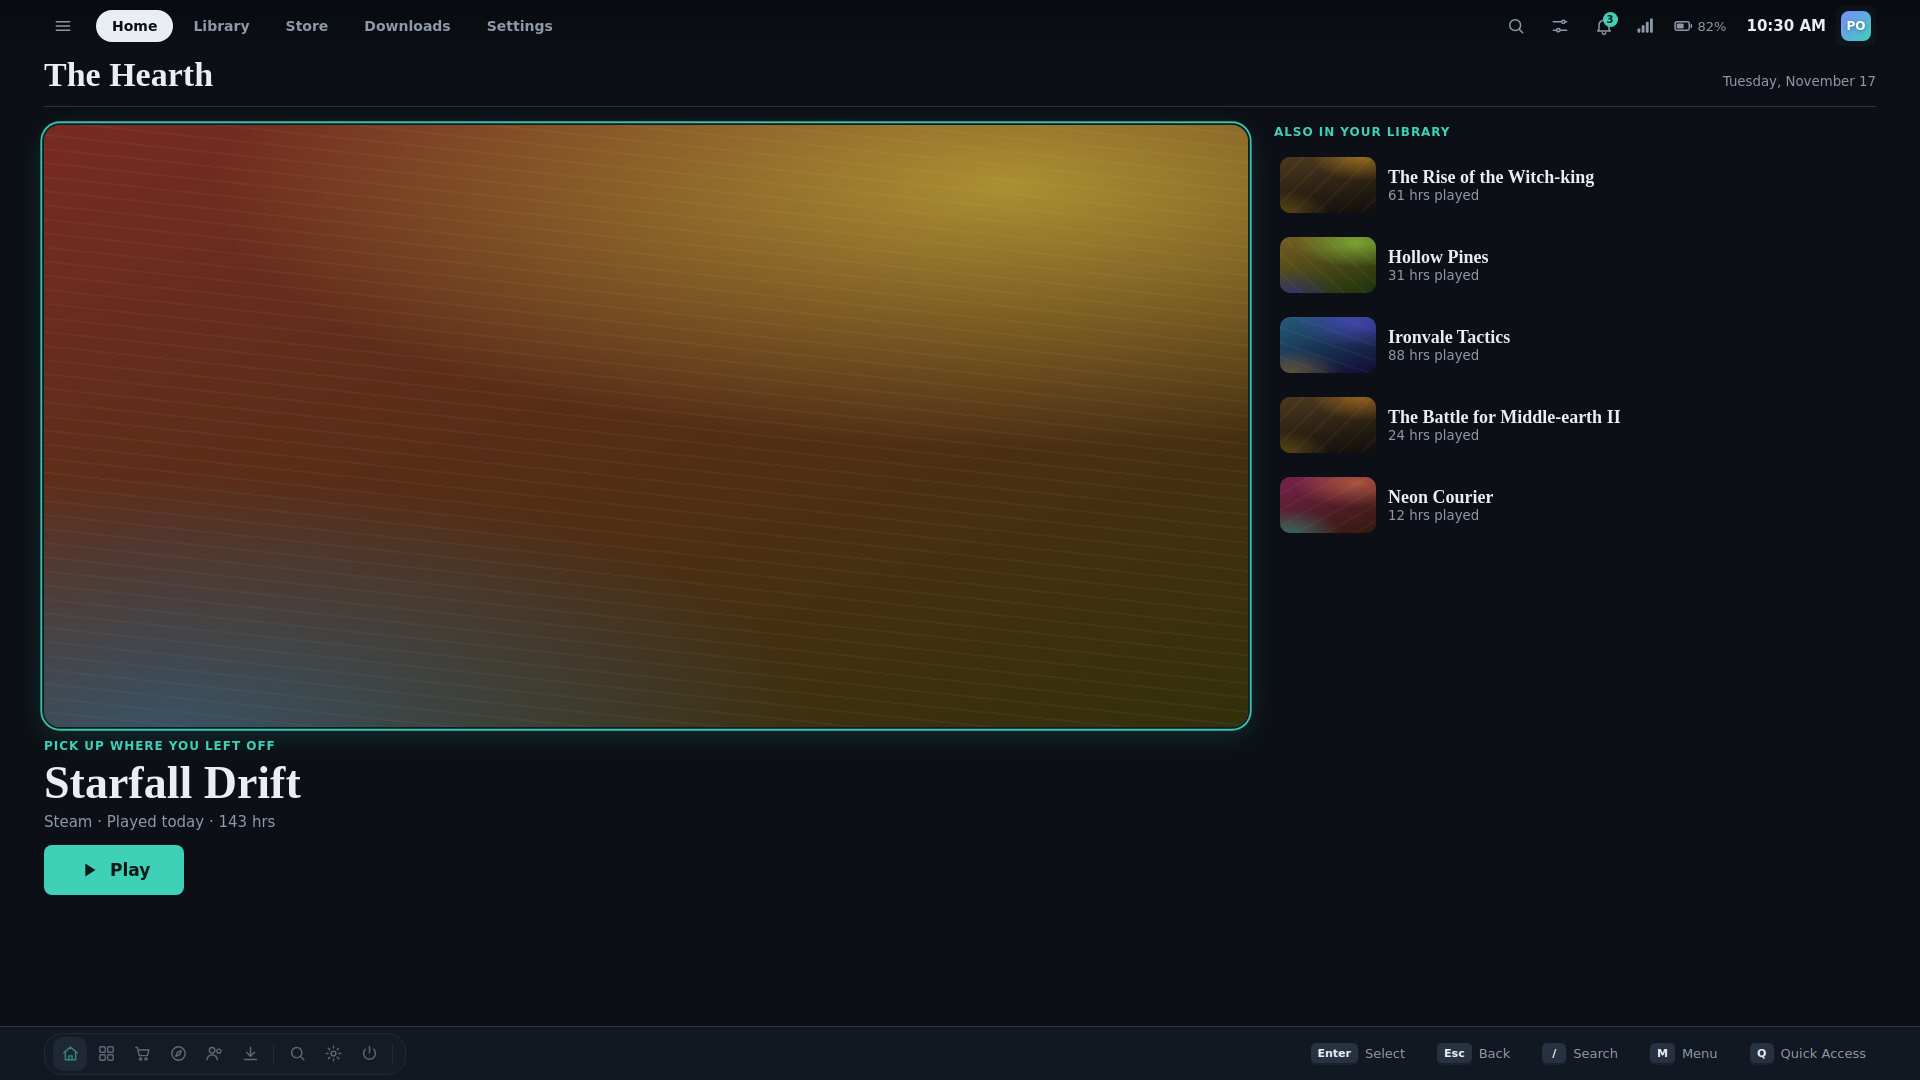 Home Library Store Downloads Settings 3 82% 10:30 AM PO
The Hearth
Tuesday, November 17
ALSO IN YOUR LIBRARY
The Rise of the Witch-king
61 hrs played
Hollow Pines
31 hrs played
Ironvale Tactics
88 hrs played
The Battle for Middle-earth II
24 hrs played
Neon Courier
12 hrs played
PICK UP WHERE YOU LEFT OFF
Starfall Drift
Steam · Played today · 143 hrs
Play
Enter Select Esc Back / Search M Menu Q Quick Access